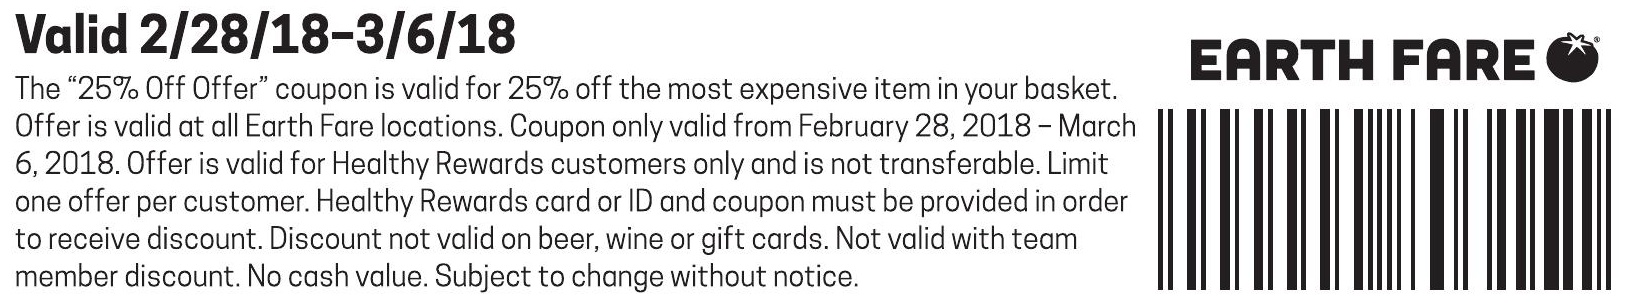 Valid 2/28/18–3/6/18
EARTH FARE®
The “25% Off Offer” coupon is valid for 25% off the most expensive item in your basket.
Offer is valid at all Earth Fare locations. Coupon only valid from February 28, 2018 – March
6, 2018. Offer is valid for Healthy Rewards customers only and is not transferable. Limit
one offer per customer. Healthy Rewards card or ID and coupon must be provided in order
to receive discount. Discount not valid on beer, wine or gift cards. Not valid with team
member discount. No cash value. Subject to change without notice.